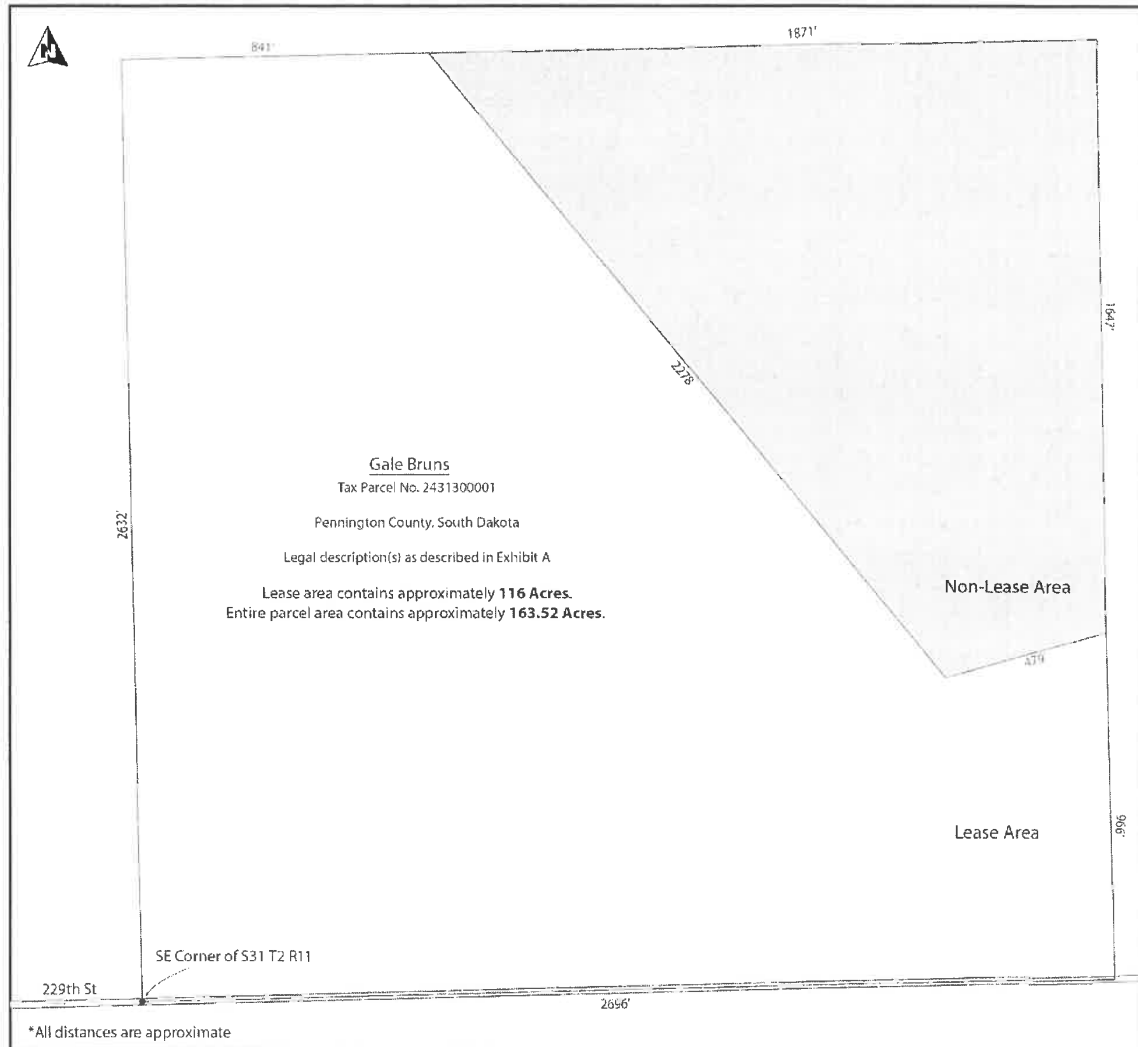 N
841'
1871'
1647'
2278
2632'
Gale Bruns
Tax Parcel No. 2431300001
Pennington County, South Dakota
Legal description(s) as described in Exhibit A
Lease area contains approximately 116 Acres.
Entire parcel area contains approximately 163.52 Acres.
Non-Lease Area
479
Lease Area
966'
SE Corner of S31 T2 R11
229th St
2696'
*All distances are approximate